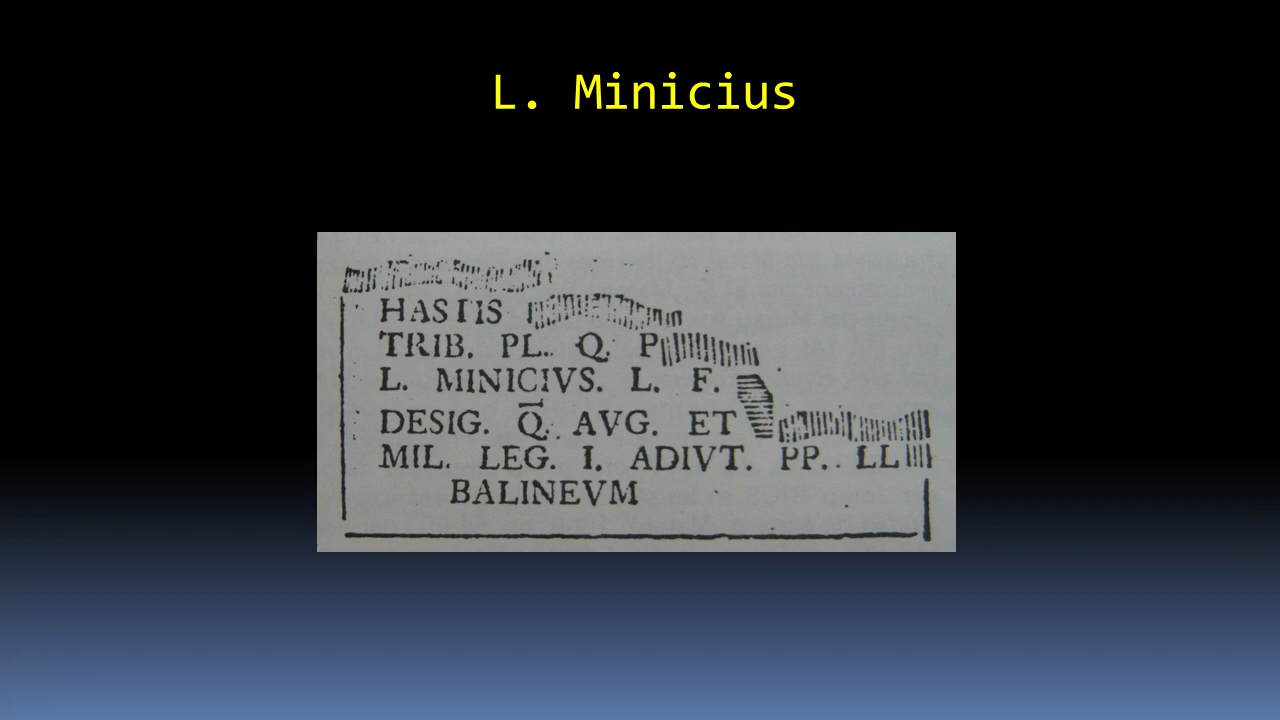 L. Minicius
HASTIS
TRIB. PL. Q. P
L. MINICIVS. L. F.
DESIG. Q. AVG. ET
MIL. LEG. I. ADIVT. PP. LL
BALINEVM